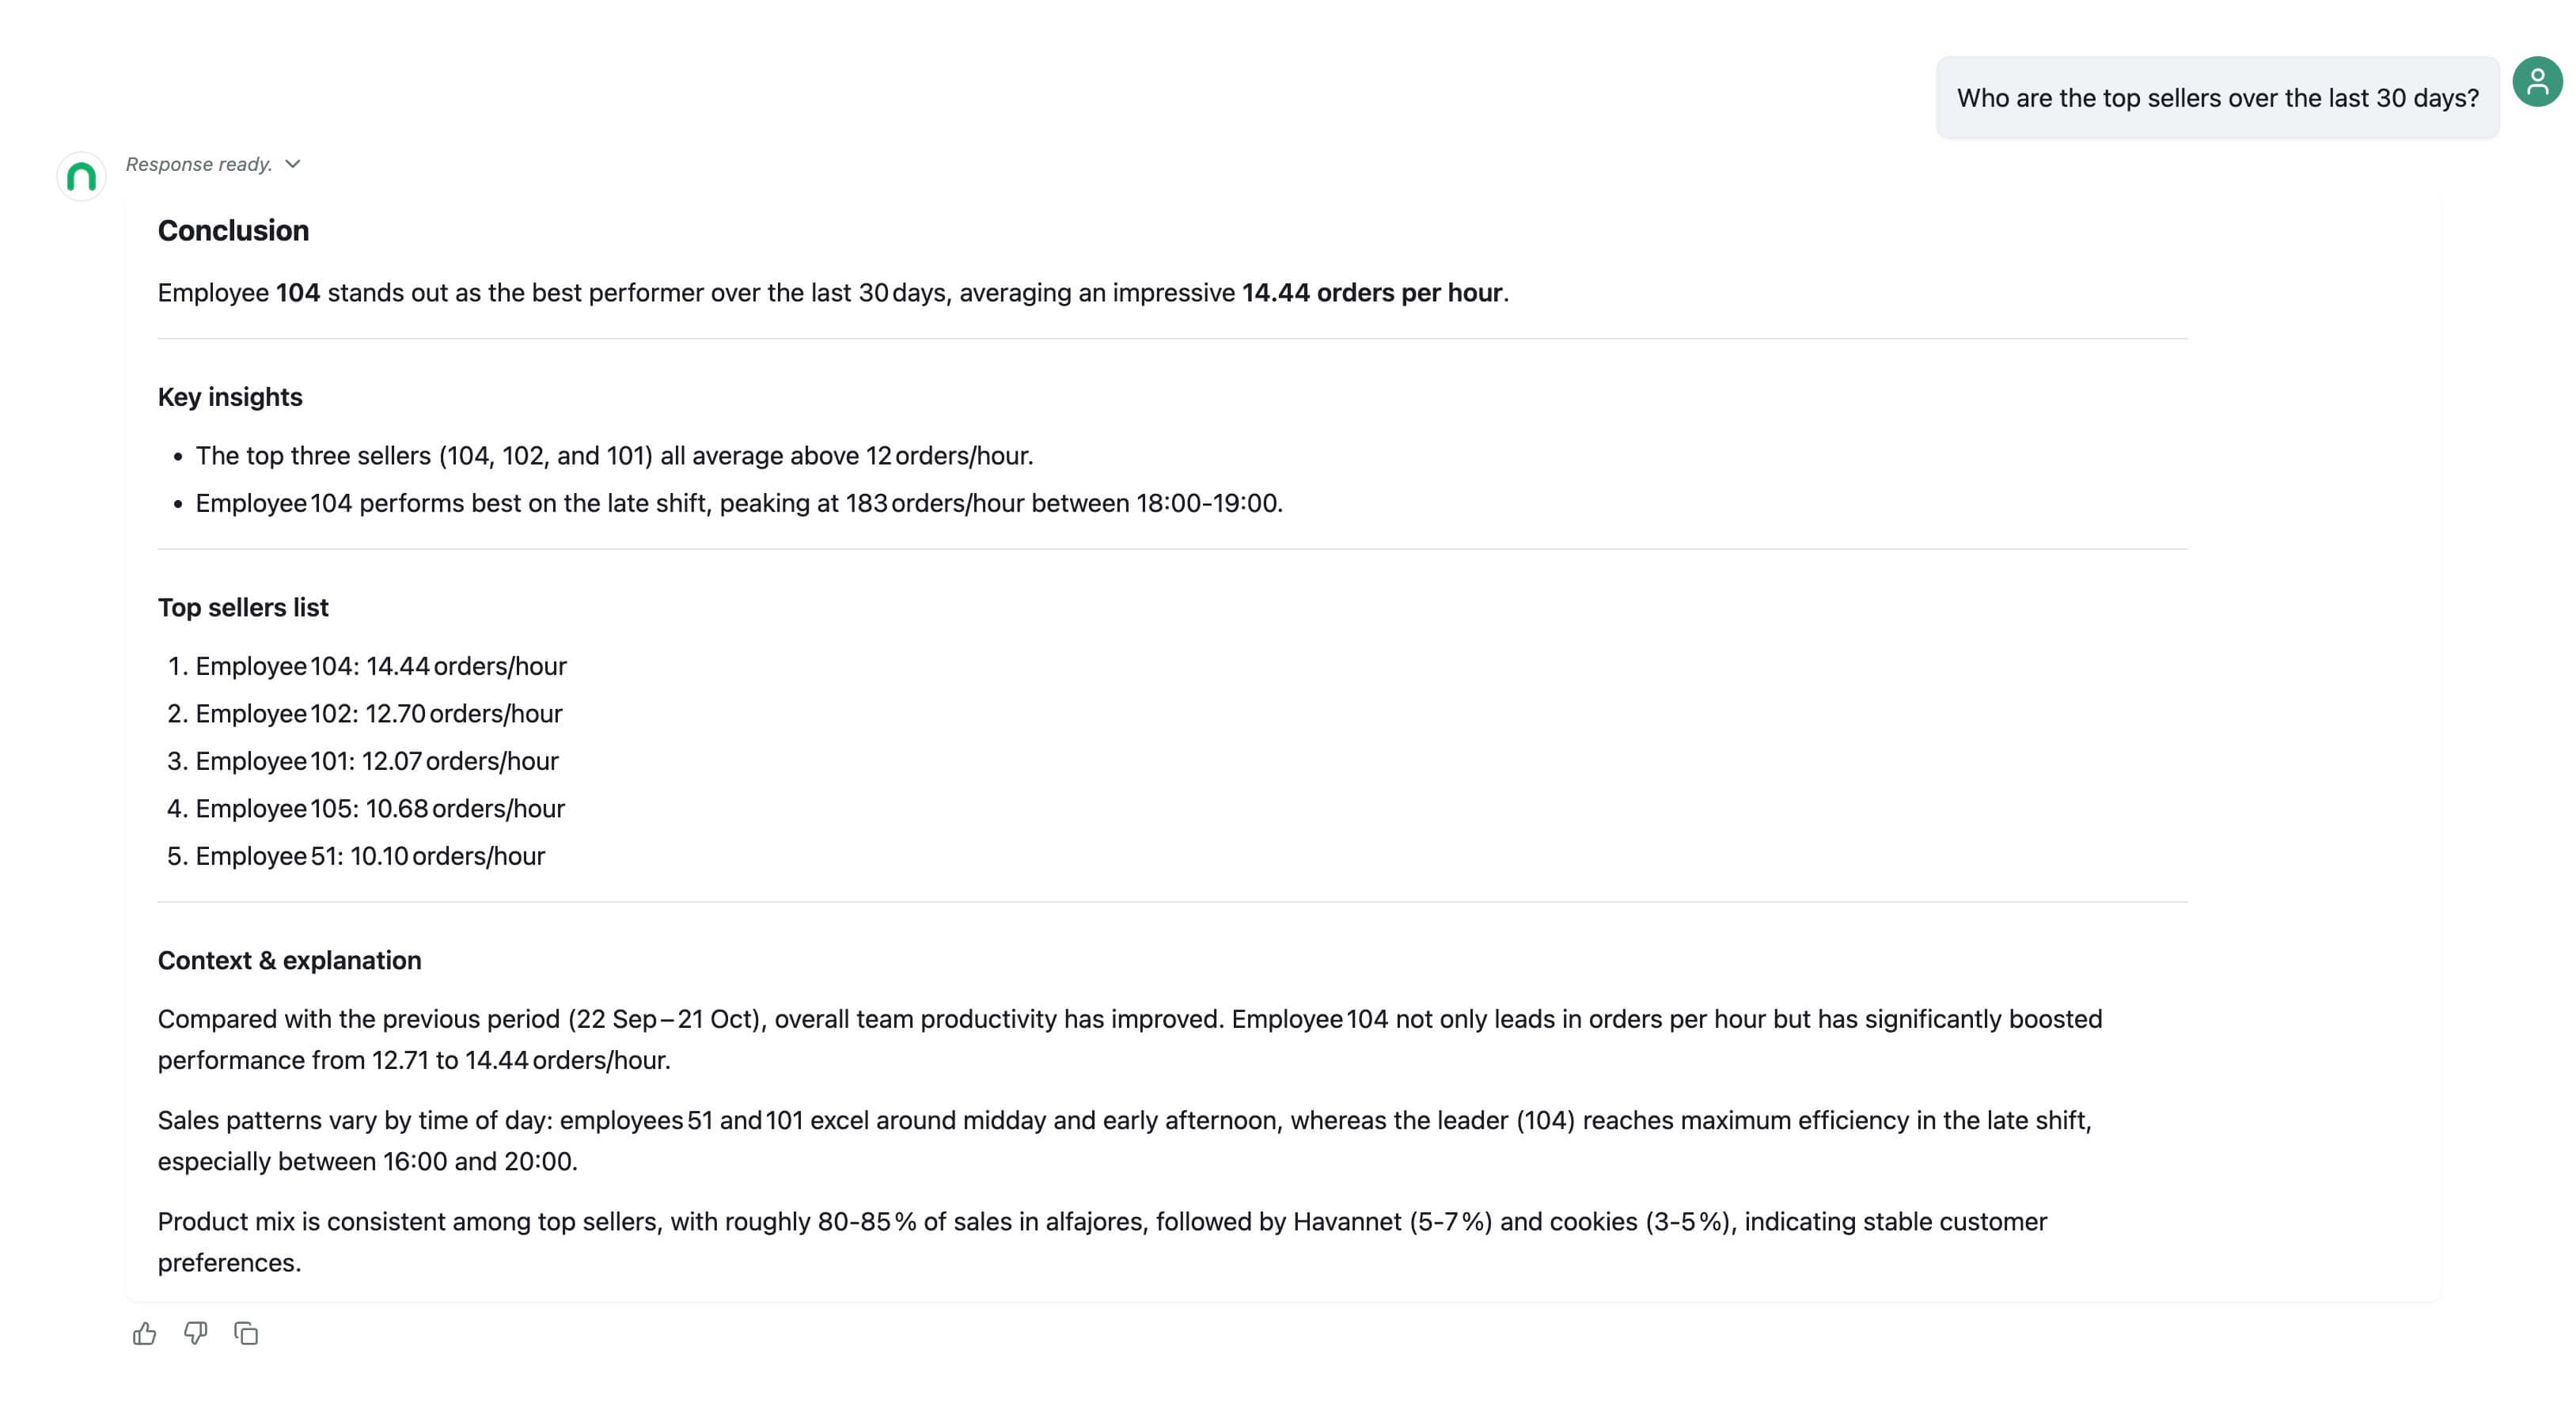 Who are the top sellers over the last 30 days?
Response ready.
Conclusion
Employee 104 stands out as the best performer over the last 30 days, averaging an impressive 14.44 orders per hour.
Key insights
• The top three sellers (104, 102, and 101) all average above 12 orders/hour.
• Employee 104 performs best on the late shift, peaking at 183 orders/hour between 18:00-19:00.
Top sellers list
1. Employee 104: 14.44 orders/hour
2. Employee 102: 12.70 orders/hour
3. Employee 101: 12.07 orders/hour
4. Employee 105: 10.68 orders/hour
5. Employee 51: 10.10 orders/hour
Context & explanation
Compared with the previous period (22 Sep – 21 Oct), overall team productivity has improved. Employee 104 not only leads in orders per hour but has significantly boosted
performance from 12.71 to 14.44 orders/hour.
Sales patterns vary by time of day: employees 51 and 101 excel around midday and early afternoon, whereas the leader (104) reaches maximum efficiency in the late shift,
especially between 16:00 and 20:00.
Product mix is consistent among top sellers, with roughly 80-85 % of sales in alfajores, followed by Havannet (5-7 %) and cookies (3-5 %), indicating stable customer
preferences.